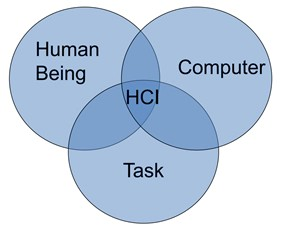 Human
Being
Computer
HCI
Task